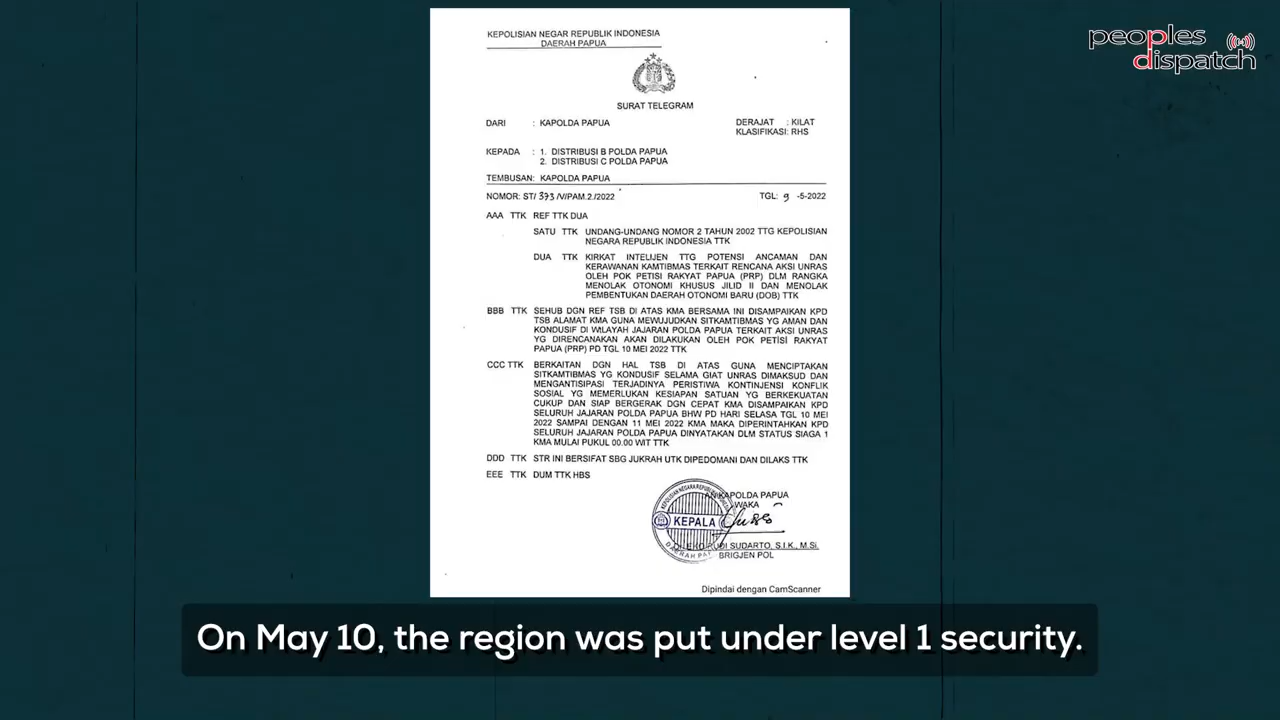 peoples
dispatch
KEPOLISIAN NEGAR REPUBLIK INDONESIA
DAERAH PAPUA
SURAT TELEGRAM
DARI : KAPOLDA PAPUA
DERAJAT : KILAT
KLASIFIKASI: RHS
KEPADA : 1. DISTRIBUSI B POLDA PAPUA
2. DISTRIBUSI C POLDA PAPUA
TEMBUSAN: KAPOLDA PAPUA
NOMOR: ST/ 373 /V/PAM.2./2022 TGL: 9 -5-2022
AAA TTK REF TTK DUA
SATU TTK UNDANG-UNDANG NOMOR 2 TAHUN 2002 TTG KEPOLISIAN
NEGARA REPUBLIK INDONESIA TTK
DUA TTK KIRKAT INTELIJEN TTG POTENSI ANCAMAN DAN
KERAWANAN KAMTIBMAS TERKAIT RENCANA AKSI UNRAS
OLEH POK PETISI RAKYAT PAPUA (PRP) DLM RANGKA
MENOLAK OTONOMI KHUSUS JILID II DAN MENOLAK
PEMBENTUKAN DAERAH OTONOMI BARU (DOB) TTK
BBB TTK SEHUB DGN REF TSB DI ATAS KMA BERSAMA INI DISAMPAIKAN KPD
TSB ALAMAT KMA GUNA MEWUJUDKAN SITKAMTIBMAS YG AMAN DAN
KONDUSIF DI WILAYAH JAJARAN POLDA PAPUA TERKAIT AKSI UNRAS
YG DIRENCANAKAN AKAN DILAKUKAN OLEH POK PETISI RAKYAT
PAPUA (PRP) PD TGL 10 MEI 2022 TTK
CCC TTK BERKAITAN DGN HAL TSB DI ATAS GUNA MENCIPTAKAN
SITKAMTIBMAS YG KONDUSIF SELAMA GIAT UNRAS DIMAKSUD DAN
MENGANTISIPASI TERJADINYA PERISTIWA KONTINJENSI KONFLIK
SOSIAL YG MEMERLUKAN KESIAPAN SATUAN YG BERKEKUATAN
CUKUP DAN SIAP BERGERAK DGN CEPAT KMA DISAMPAIKAN KPD
SELURUH JAJARAN POLDA PAPUA BHW PD HARI SELASA TGL 10 MEI
2022 SAMPAI DENGAN 11 MEI 2022 KMA MAKA DIPERINTAHKAN KPD
SELURUH JAJARAN POLDA PAPUA DINYATAKAN DLM STATUS SIAGA 1
KMA MULAI PUKUL 00.00 WIT TTK
DDD TTK STR INI BERSIFAT SBG JUKRAH UTK DIPEDOMANI DAN DILAKS TTK
EEE TTK DUM TTK HBS
KAPOLDA PAPUA
WAKA
KEPALA
SUDARTO, S.I.K., M.Si.
BRIGJEN POL
Dipindai dengan CamScanner
On May 10, the region was put under level 1 security.